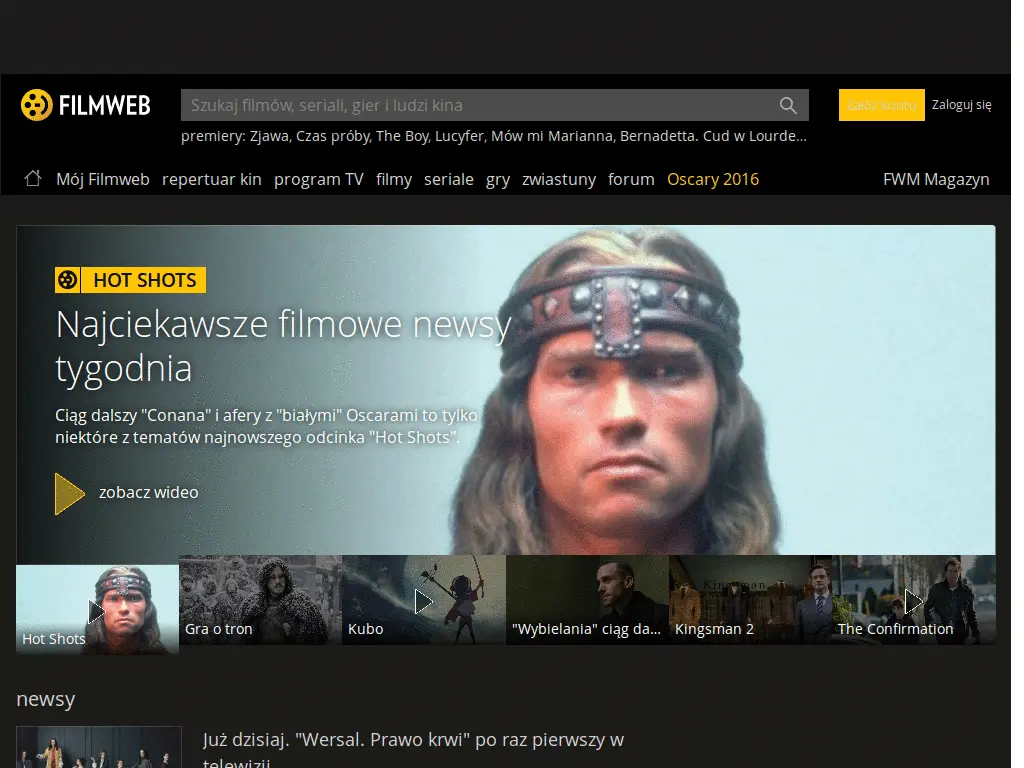 FILMWEB
Szukaj filmów, seriali, gier i ludzi kina
Załóż konto
Zaloguj się
premiery: Zjawa, Czas próby, The Boy, Lucyfer, Mów mi Marianna, Bernadetta. Cud w Lourde...
Mój Filmweb repertuar kin program TV filmy seriale gry zwiastuny forum Oscary 2016 FWM Magazyn
HOT SHOTS
Najciekawsze filmowe newsy
tygodnia
Ciąg dalszy "Conana" i afery z "białymi" Oscarami to tylko
niektóre z tematów najnowszego odcinka "Hot Shots".
zobacz wideo
Hot Shots
Gra o tron
Kubo
"Wybielania" ciąg da...
Kingsman 2
The Confirmation
newsy
Już dzisiaj. "Wersal. Prawo krwi" po raz pierwszy w
telewizji